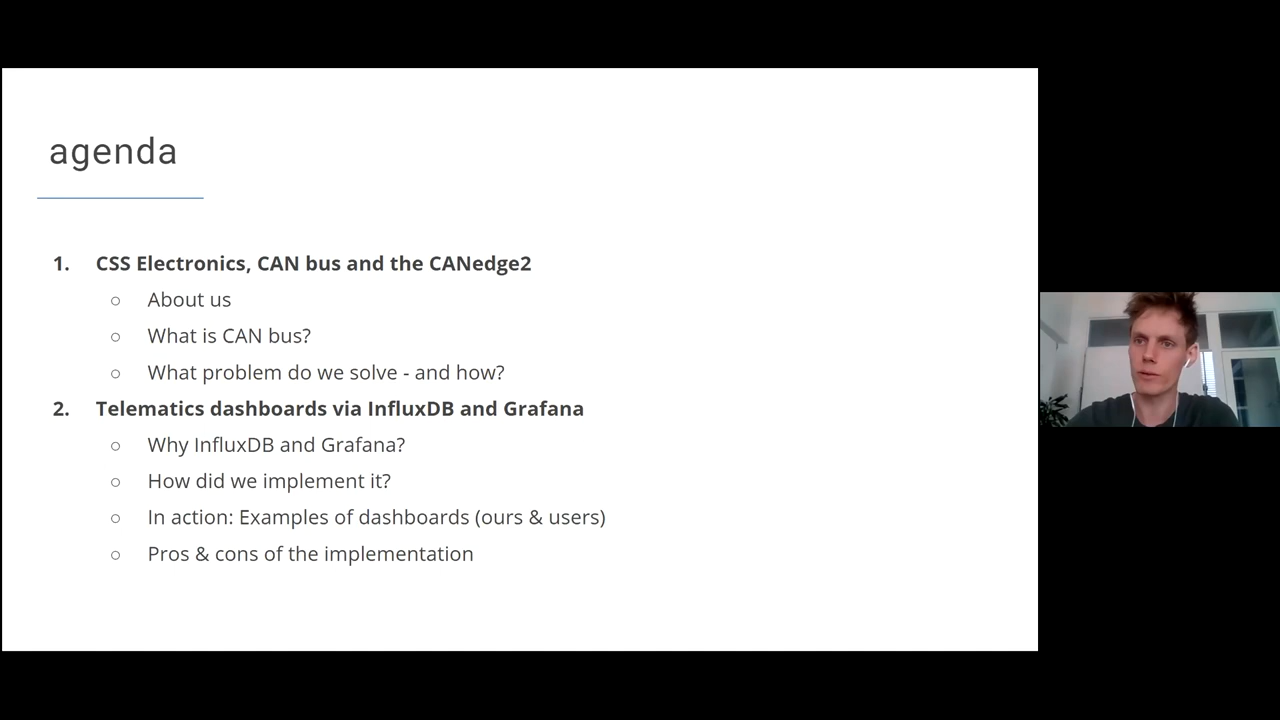 agenda
1. CSS Electronics, CAN bus and the CANedge2
○ About us
○ What is CAN bus?
○ What problem do we solve - and how?
2. Telematics dashboards via InfluxDB and Grafana
○ Why InfluxDB and Grafana?
○ How did we implement it?
○ In action: Examples of dashboards (ours & users)
○ Pros & cons of the implementation